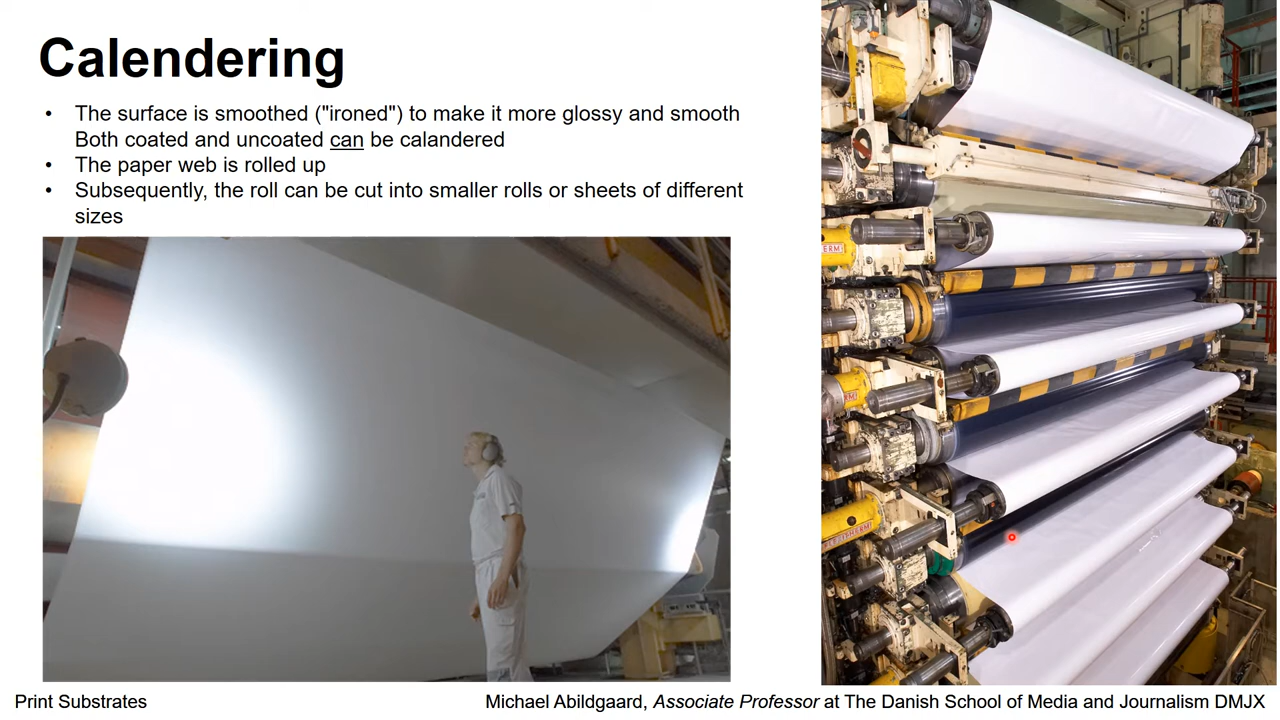 Calendering
• The surface is smoothed ("ironed") to make it more glossy and smooth
Both coated and uncoated can be calandered
• The paper web is rolled up
• Subsequently, the roll can be cut into smaller rolls or sheets of different
sizes
Print Substrates
Michael Abildgaard, Associate Professor at The Danish School of Media and Journalism DMJX